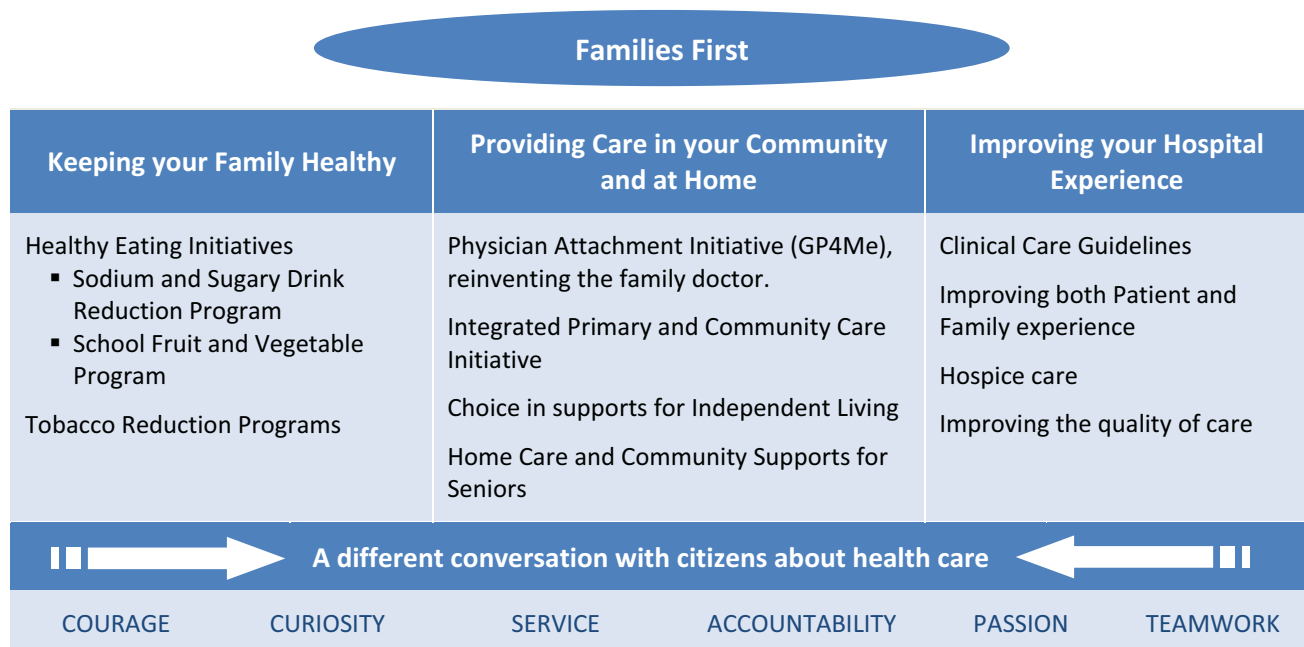 Families First
Keeping your Family Healthy
Providing Care in your Community
and at Home
Improving your Hospital
Experience
Healthy Eating Initiatives
▪ Sodium and Sugary Drink
Reduction Program
▪ School Fruit and Vegetable
Program
Tobacco Reduction Programs
Physician Attachment Initiative (GP4Me),
reinventing the family doctor.
Integrated Primary and Community Care
Initiative
Choice in supports for Independent Living
Home Care and Community Supports for
Seniors
Clinical Care Guidelines
Improving both Patient and
Family experience
Hospice care
Improving the quality of care
A different conversation with citizens about health care
COURAGE CURIOSITY SERVICE ACCOUNTABILITY PASSION TEAMWORK